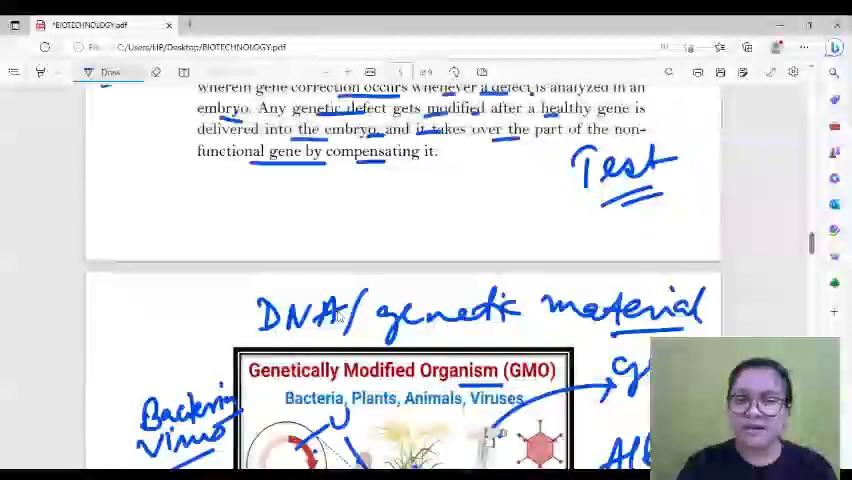 *BIOTECHNOLOGY.pdf
File C:/Users/HP/Desktop/BIOTECHNOLOGY.pdf
Draw
of 9
wherein gene correction occurs whenever a defect is analyzed in an
embryo. Any genetic defect gets modified after a healthy gene is
delivered into the embryo, and it takes over the part of the non-
functional gene by compensating it.
Test
DNA/genetic material
Genetically Modified Organism (GMO)
Bacteria, Plants, Animals, Viruses
Bacteria
Virus